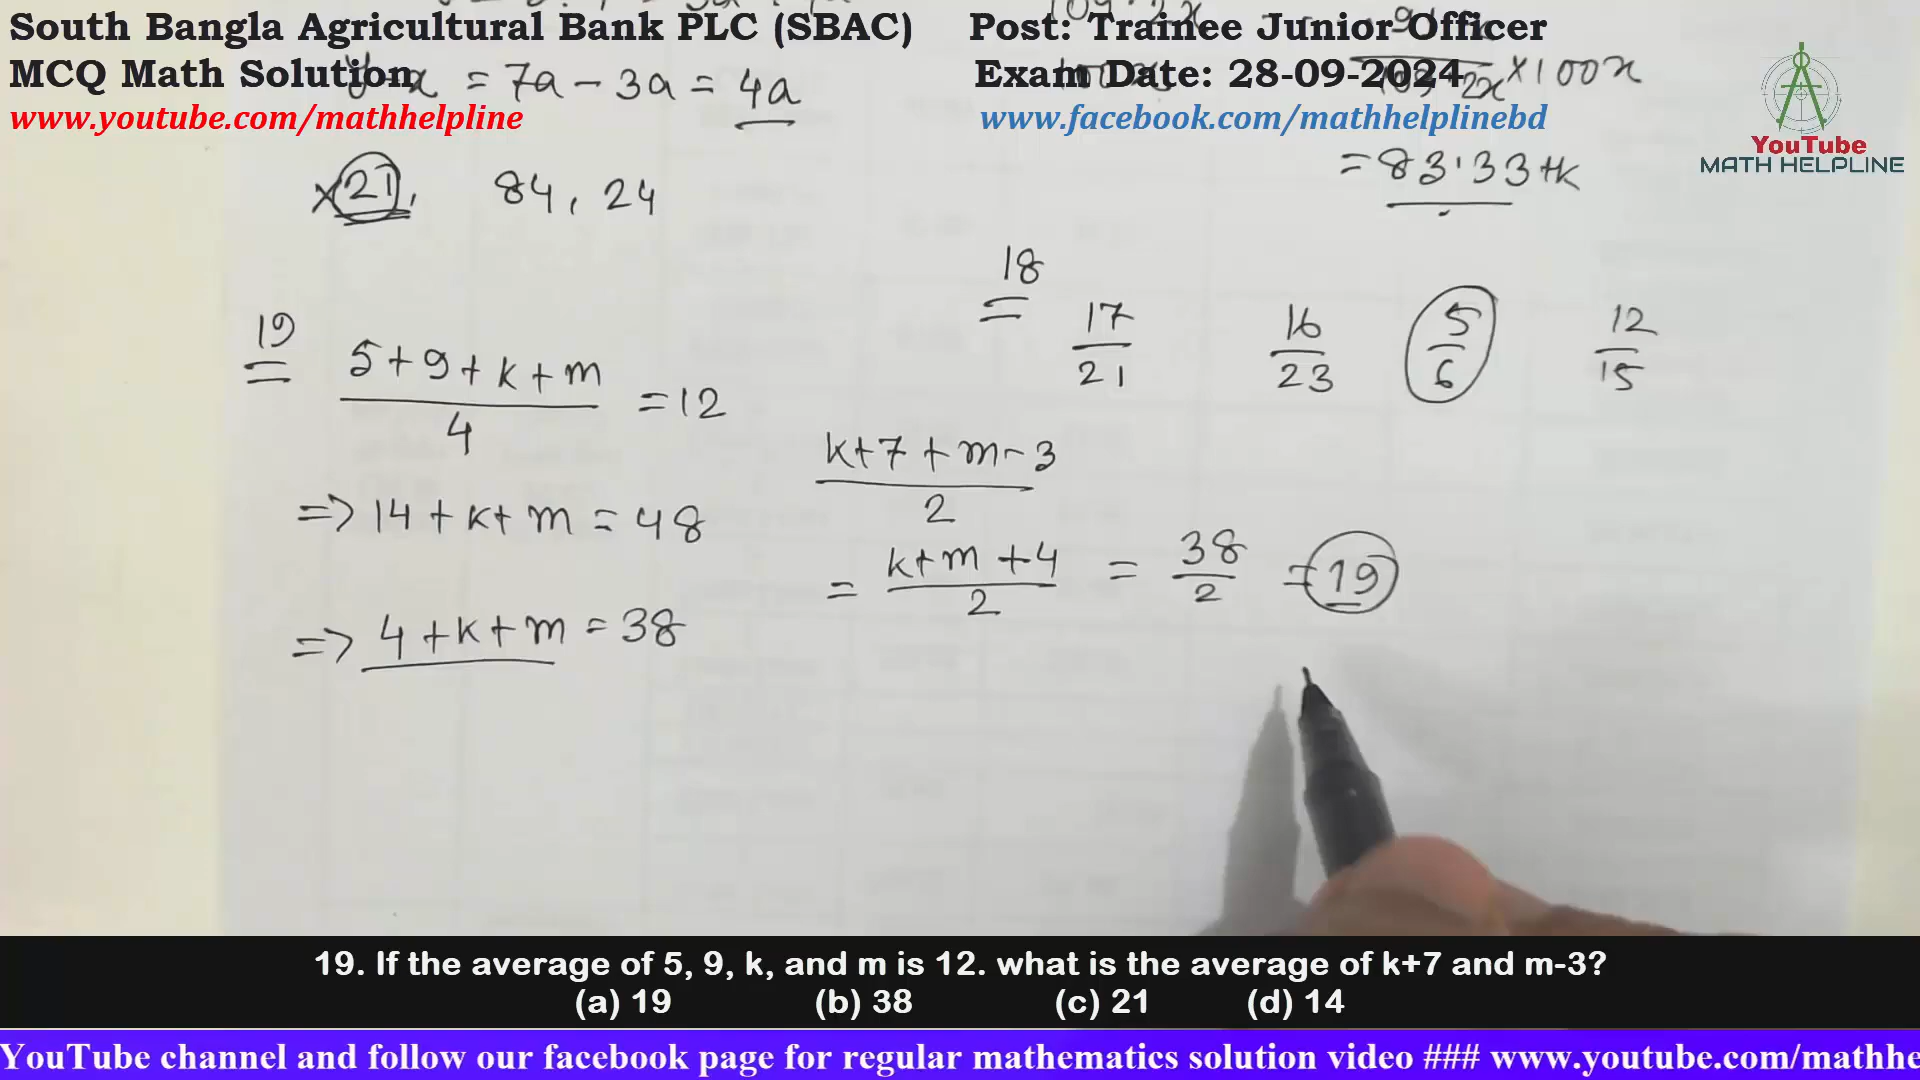 South Bangla Agricultural Bank PLC (SBAC)
Post: Trainee Junior Officer
MCQ Math Solution
Exam Date: 28-09-2024
www.youtube.com/mathhelpline
www.facebook.com/mathhelplinebd
YouTube
MATH HELPLINE
= 7a - 3a = 4a
×100x
= 83.33tk
×21, 84, 24
18
17/21 16/23 5/6 12/15
19
(5+9+k+m)/4 = 12
=> 14+k+m = 48
=> 4+k+m = 38
(k+7+m-3)/2
= (k+m+4)/2 = 38/2 = 19
19. If the average of 5, 9, k, and m is 12. what is the average of k+7 and m-3?
(a) 19 (b) 38 (c) 21 (d) 14
YouTube channel and follow our facebook page for regular mathematics solution video ### www.youtube.com/mathhe